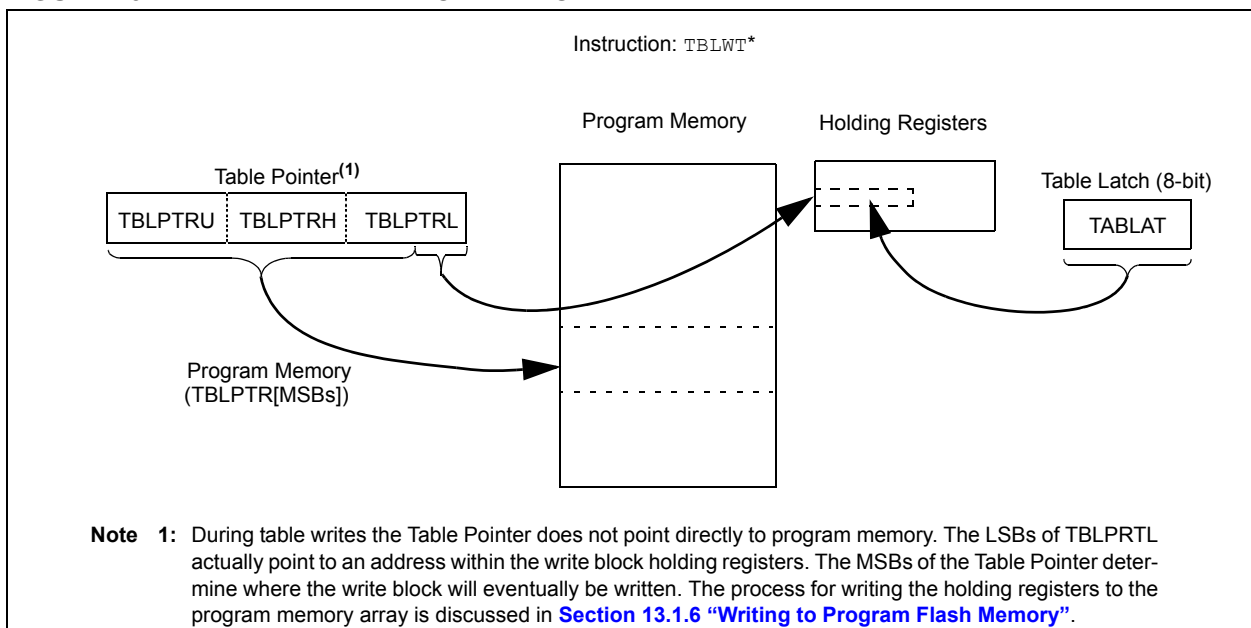 Instruction: TBLWT*
Program Memory
Holding Registers
Table Pointer(1)
Table Latch (8-bit)
TBLPTRU
TBLPTRH
TBLPTRL
TABLAT
Program Memory
(TBLPTR[MSBs])
Note 1: During table writes the Table Pointer does not point directly to program memory. The LSBs of TBLPRTL
actually point to an address within the write block holding registers. The MSBs of the Table Pointer deter-
mine where the write block will eventually be written. The process for writing the holding registers to the
program memory array is discussed in Section 13.1.6 “Writing to Program Flash Memory”.